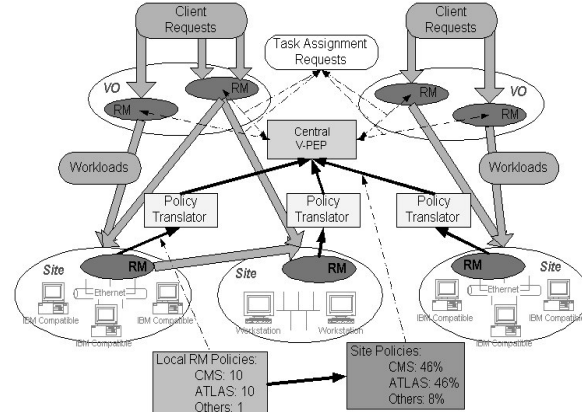 Client
Requests
Client
Requests
Task Assignment
Requests
VO
RM
RM
RM
RM
VO
Central
V-PEP
Workloads
Workloads
Policy
Translator
Policy
Translator
Policy
Translator
Site
RM
Site
RM
RM
Site
Ethernet
IBM Compatible
IBM Compatible
IBM Compatible
Workstation
Workstation
Ethernet
IBM Compatible
IBM Compatible
IBM Compatible
Local RM Policies:
CMS: 10
ATLAS: 10
Others: 1
Site Policies:
CMS: 46%
ATLAS: 46%
Others: 8%